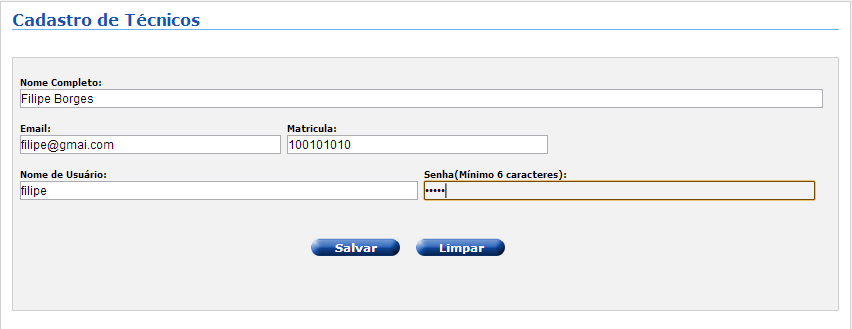 Cadastro de Técnicos
Nome Completo:
Filipe Borges
Email: Matricula:
filipe@gmai.com 100101010
Nome de Usuário: Senha(Mínimo 6 caracteres):
filipe •••••
Salvar Limpar